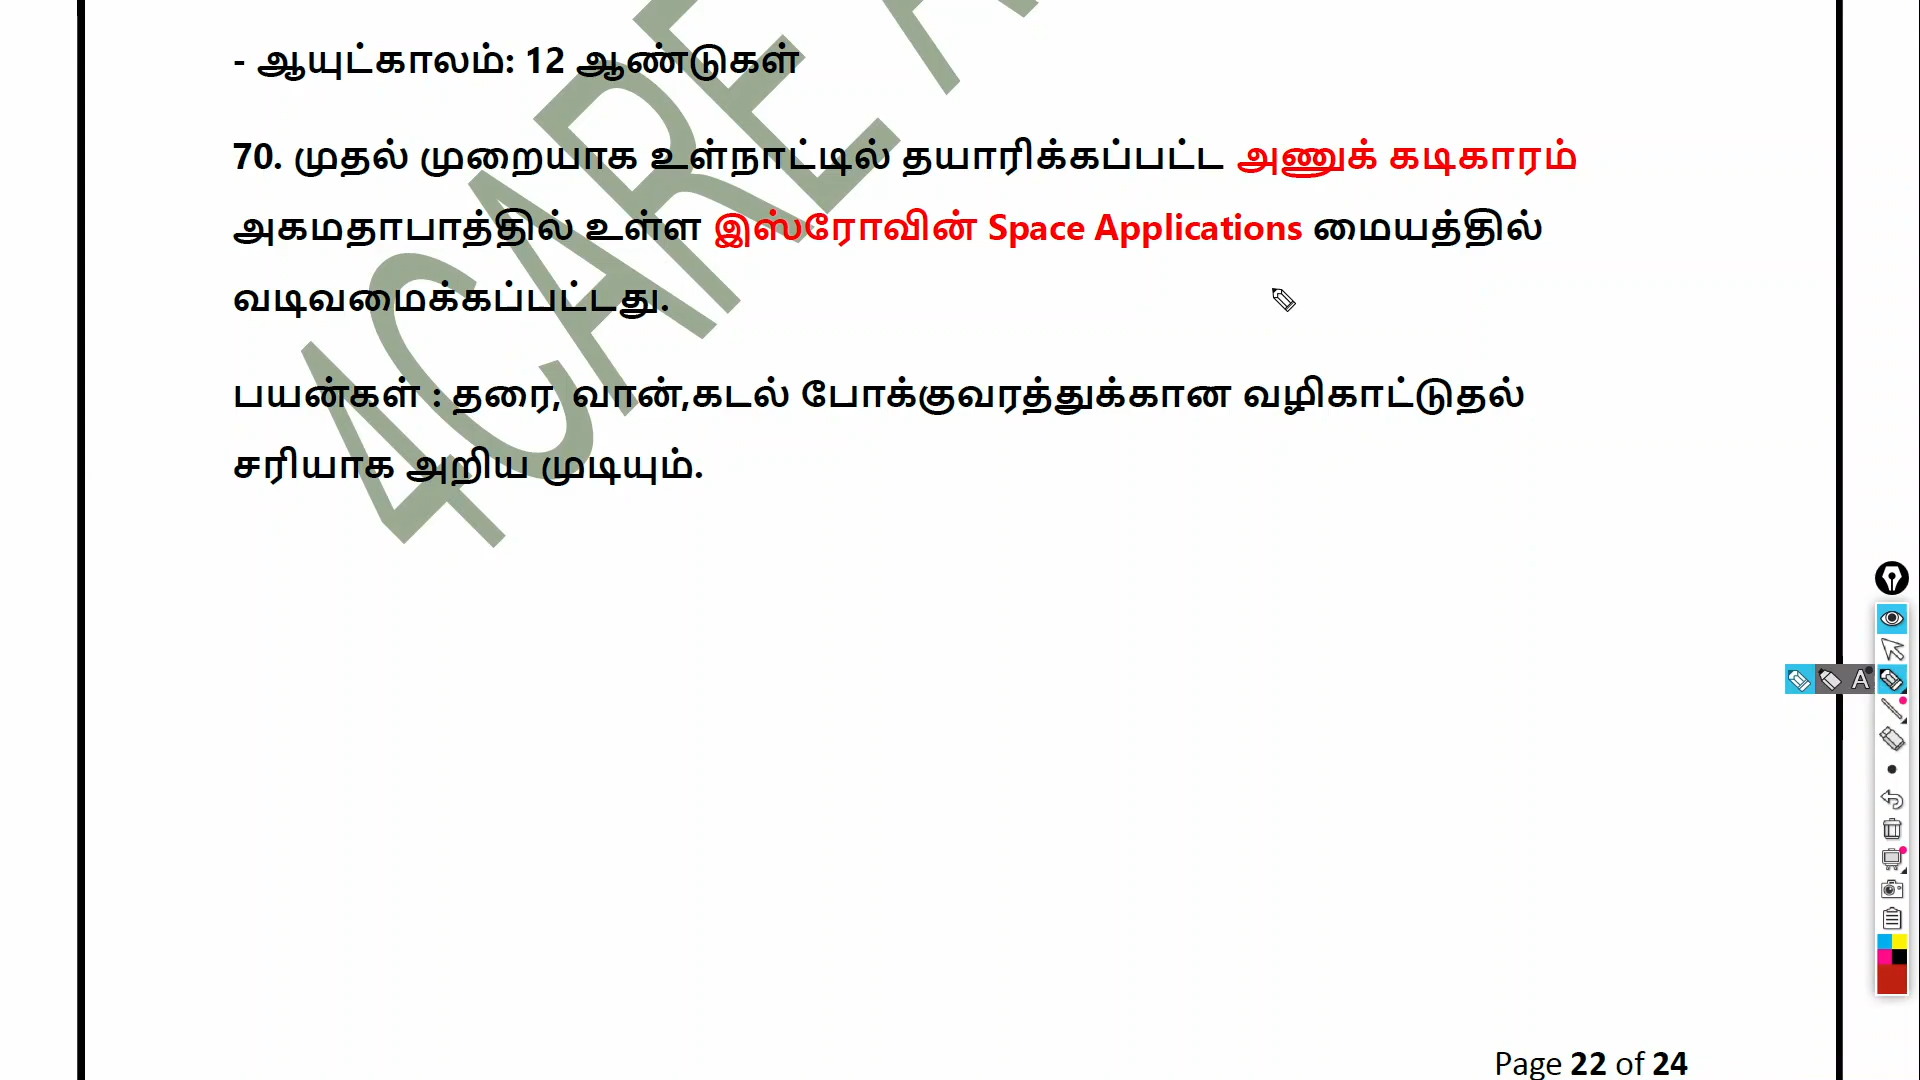 - ஆயுட்காலம்: 12 ஆண்டுகள்
70. முதல் முறையாக உள்நாட்டில் தயாரிக்கப்பட்ட அணுக் கடிகாரம்
அகமதாபாத்தில் உள்ள இஸ்ரோவின் Space Applications மையத்தில்
வடிவமைக்கப்பட்டது.
பயன்கள் : தரை, வான்,கடல் போக்குவரத்துக்கான வழிகாட்டுதல்
சரியாக அறிய முடியும்.
4CARE A
A
Page 22 of 24